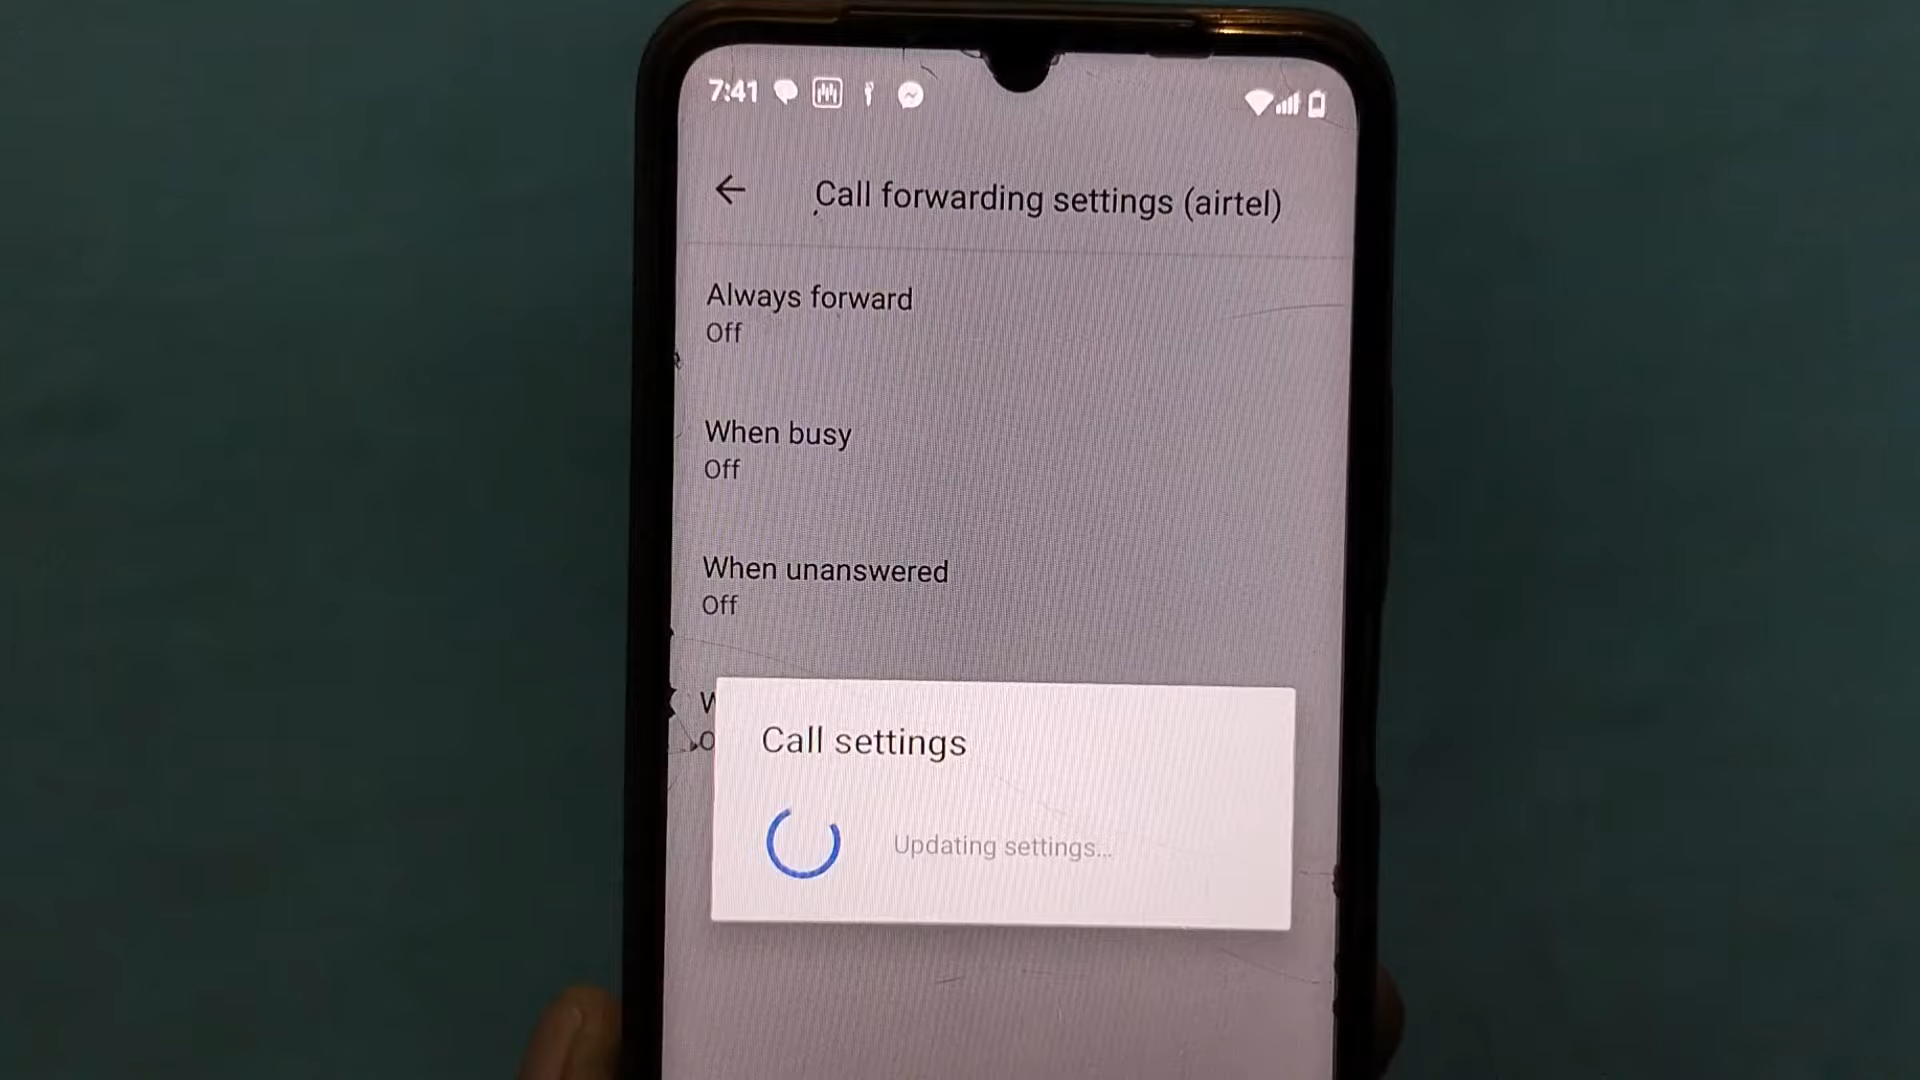 7:41
Call forwarding settings (airtel)
Always forward
Off
When busy
Off
When unanswered
Off
Call settings
Updating settings...